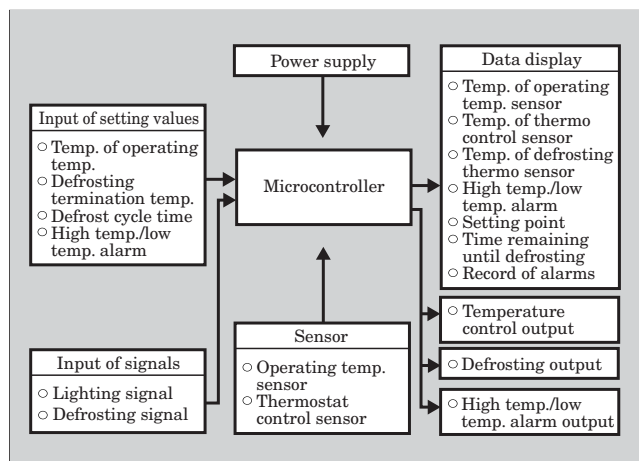 Power supply
Input of setting values
○ Temp. of operating
temp.
○ Defrosting
termination temp.
○ Defrost cycle time
○ High temp./low
temp. alarm
Input of signals
○ Lighting signal
○ Defrosting signal
Microcontroller
Sensor
○ Operating temp.
sensor
○ Thermostat
control sensor
Data display
○ Temp. of operating
temp. sensor
○ Temp. of thermo
control sensor
○ Temp. of defrosting
thermo sensor
○ High temp./low
temp. alarm
○ Setting point
○ Time remaining
until defrosting
○ Record of alarms
○ Temperature
control output
○ Defrosting output
○ High temp./low
temp. alarm output